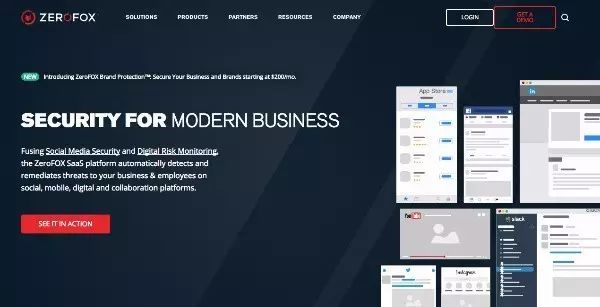 ZEROFOX
SOLUTIONS PRODUCTS PARTNERS RESOURCES COMPANY
LOGIN
GET A
DEMO
NEW Introducing ZeroFOX Brand Protection™: Secure Your Business and Brands starting at $200/mo.
SECURITY FOR MODERN BUSINESS
Fusing Social Media Security and Digital Risk Monitoring,
the ZeroFOX SaaS platform automatically detects and
remediates threats to your business & employees on
social, mobile, digital and collaboration platforms.
SEE IT IN ACTION
App Store
in
slack
Instagram